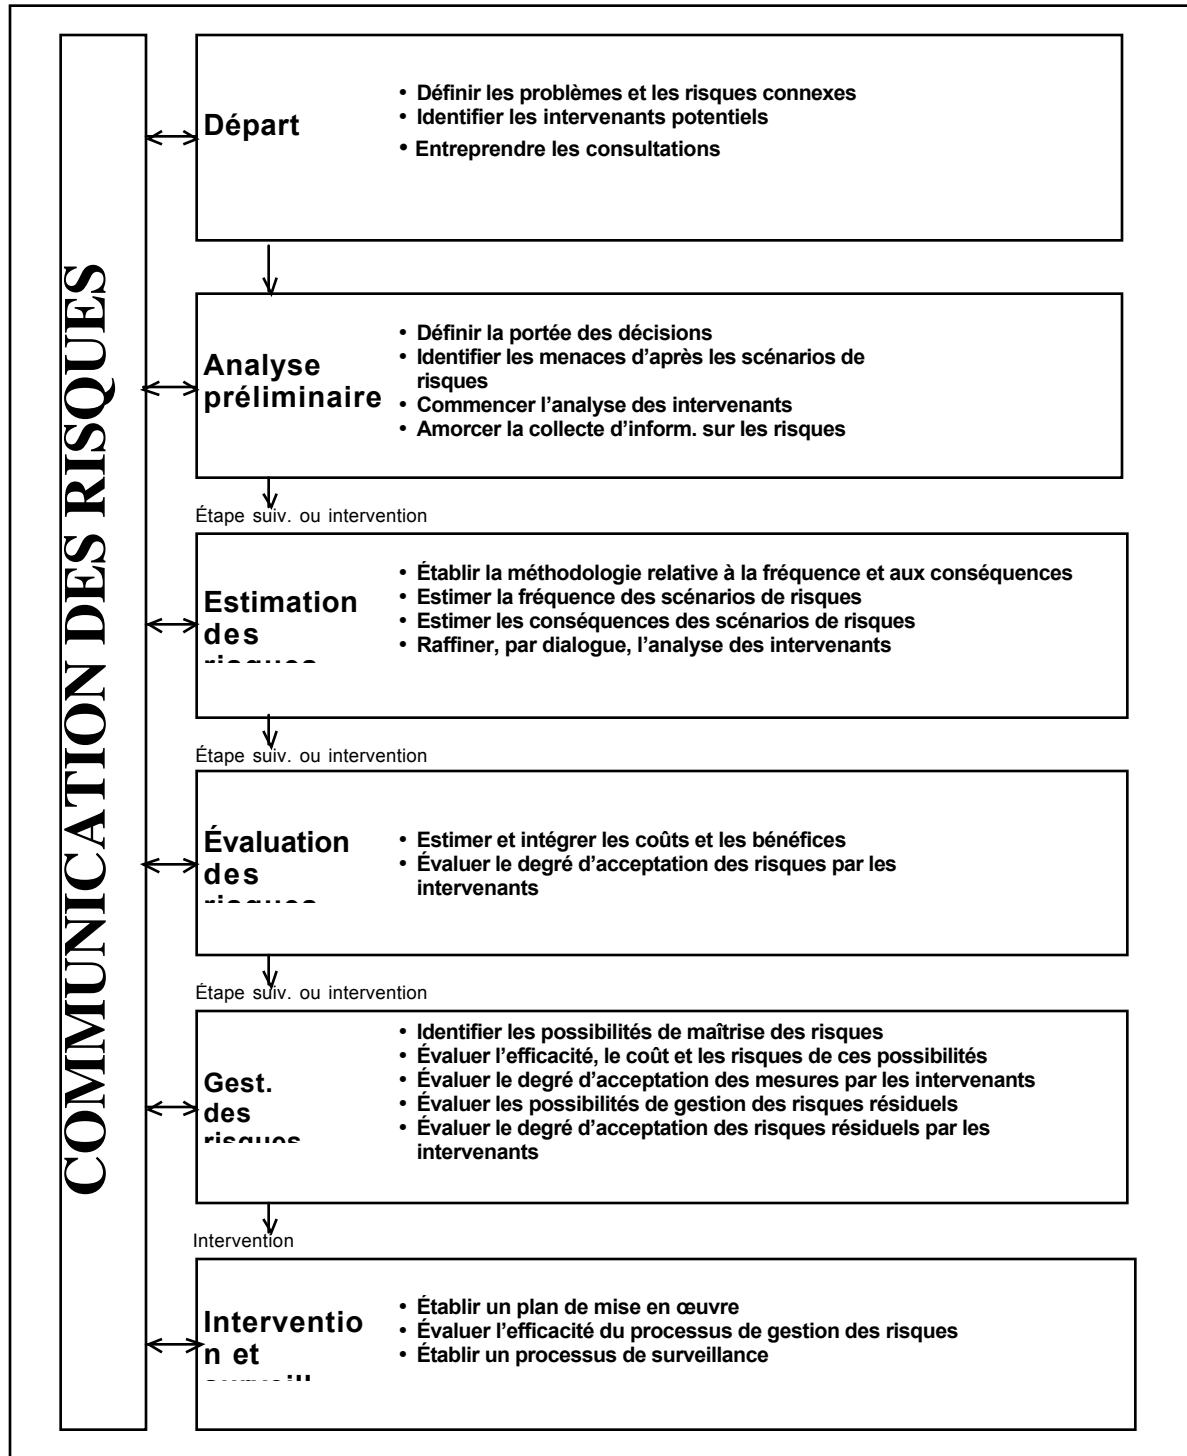 COMMUNICATION DES RISQUES
Départ
• Définir les problèmes et les risques connexes
• Identifier les intervenants potentiels
• Entreprendre les consultations
Analyse
préliminaire
• Définir la portée des décisions
• Identifier les menaces d’après les scénarios de
risques
• Commencer l’analyse des intervenants
• Amorcer la collecte d’inform. sur les risques
Étape suiv. ou intervention
Estimation
des
risques
• Établir la méthodologie relative à la fréquence et aux conséquences
• Estimer la fréquence des scénarios de risques
• Estimer les conséquences des scénarios de risques
• Raffiner, par dialogue, l’analyse des intervenants
Étape suiv. ou intervention
Évaluation
des
risques
• Estimer et intégrer les coûts et les bénéfices
• Évaluer le degré d’acceptation des risques par les
intervenants
Étape suiv. ou intervention
Gest.
des
risques
• Identifier les possibilités de maîtrise des risques
• Évaluer l’efficacité, le coût et les risques de ces possibilités
• Évaluer le degré d’acceptation des mesures par les intervenants
• Évaluer les possibilités de gestion des risques résiduels
• Évaluer le degré d’acceptation des risques résiduels par les
intervenants
Intervention
Interventio
n et
surveill
• Établir un plan de mise en œuvre
• Évaluer l’efficacité du processus de gestion des risques
• Établir un processus de surveillance